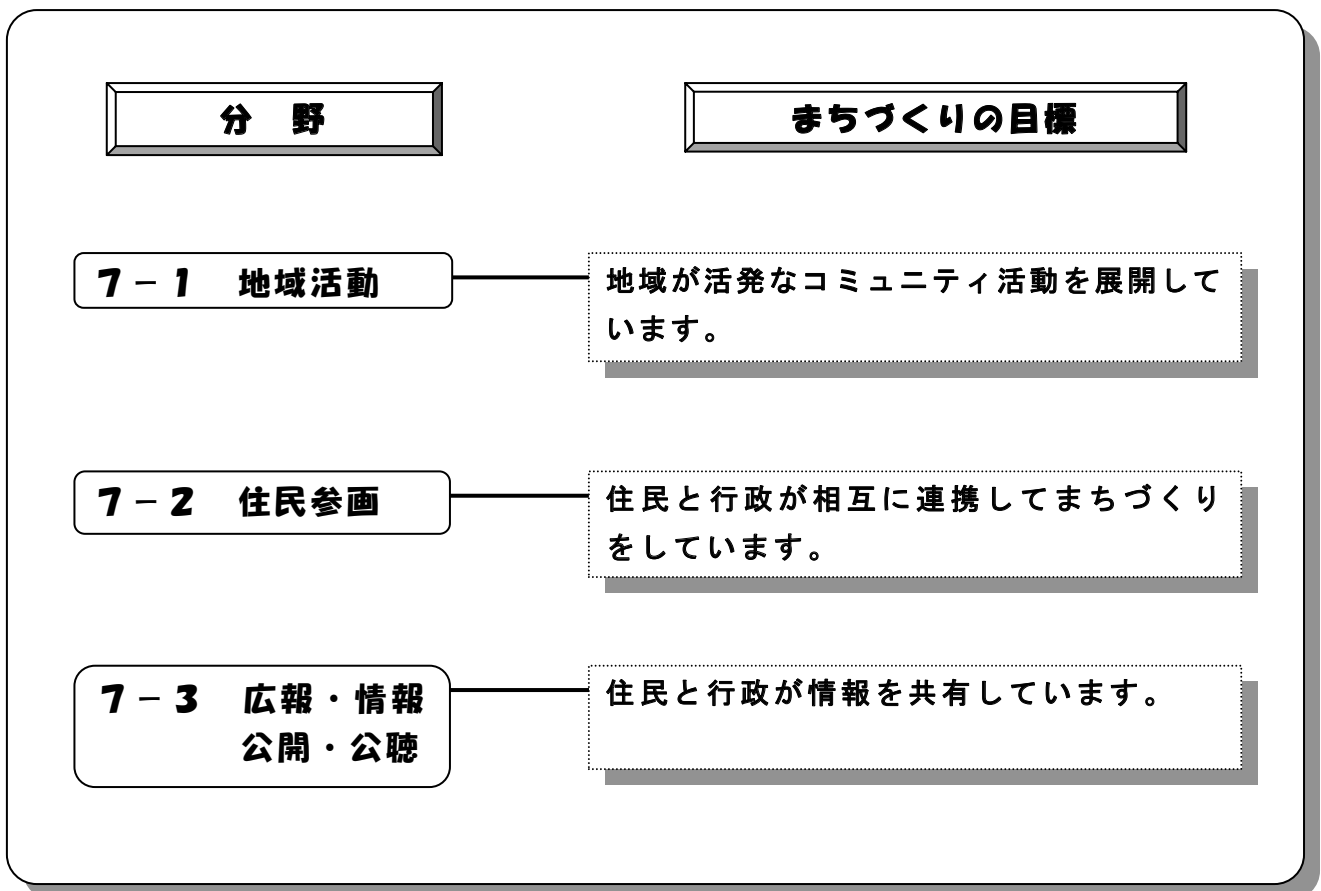 分　野
まちづくりの目標
７－１　地域活動
地域が活発なコミュニティ活動を展開して
います。
７－２　住民参画
住民と行政が相互に連携してまちづくり
をしています。
７－３　広報・情報
公開・公聴
住民と行政が情報を共有しています。